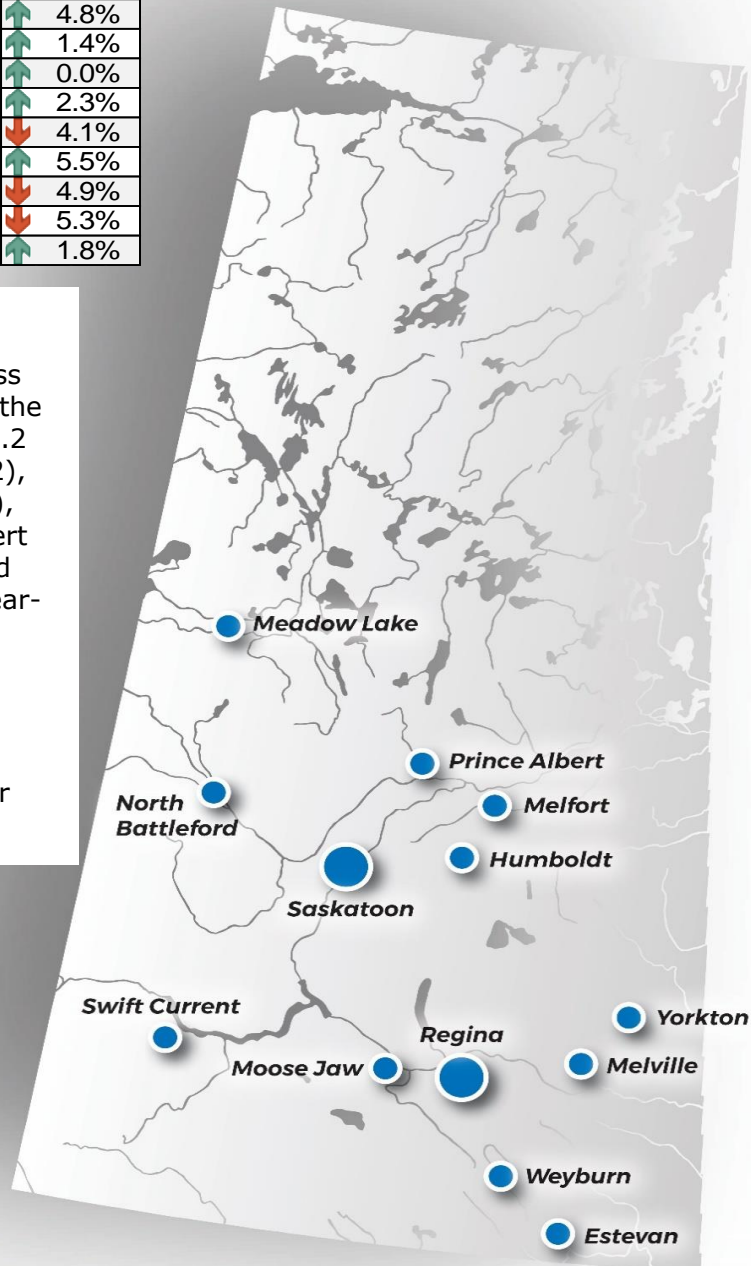 4.8%
1.4%
0.0%
2.3%
4.1%
5.5%
4.9%
5.3%
1.8%
ss
the
.2
2),
),
ert
d
ear-
r
Meadow Lake
Prince Albert
North
Battleford
Melfort
Humboldt
Saskatoon
Swift Current
Regina
Yorkton
Moose Jaw
Melville
Weyburn
Estevan